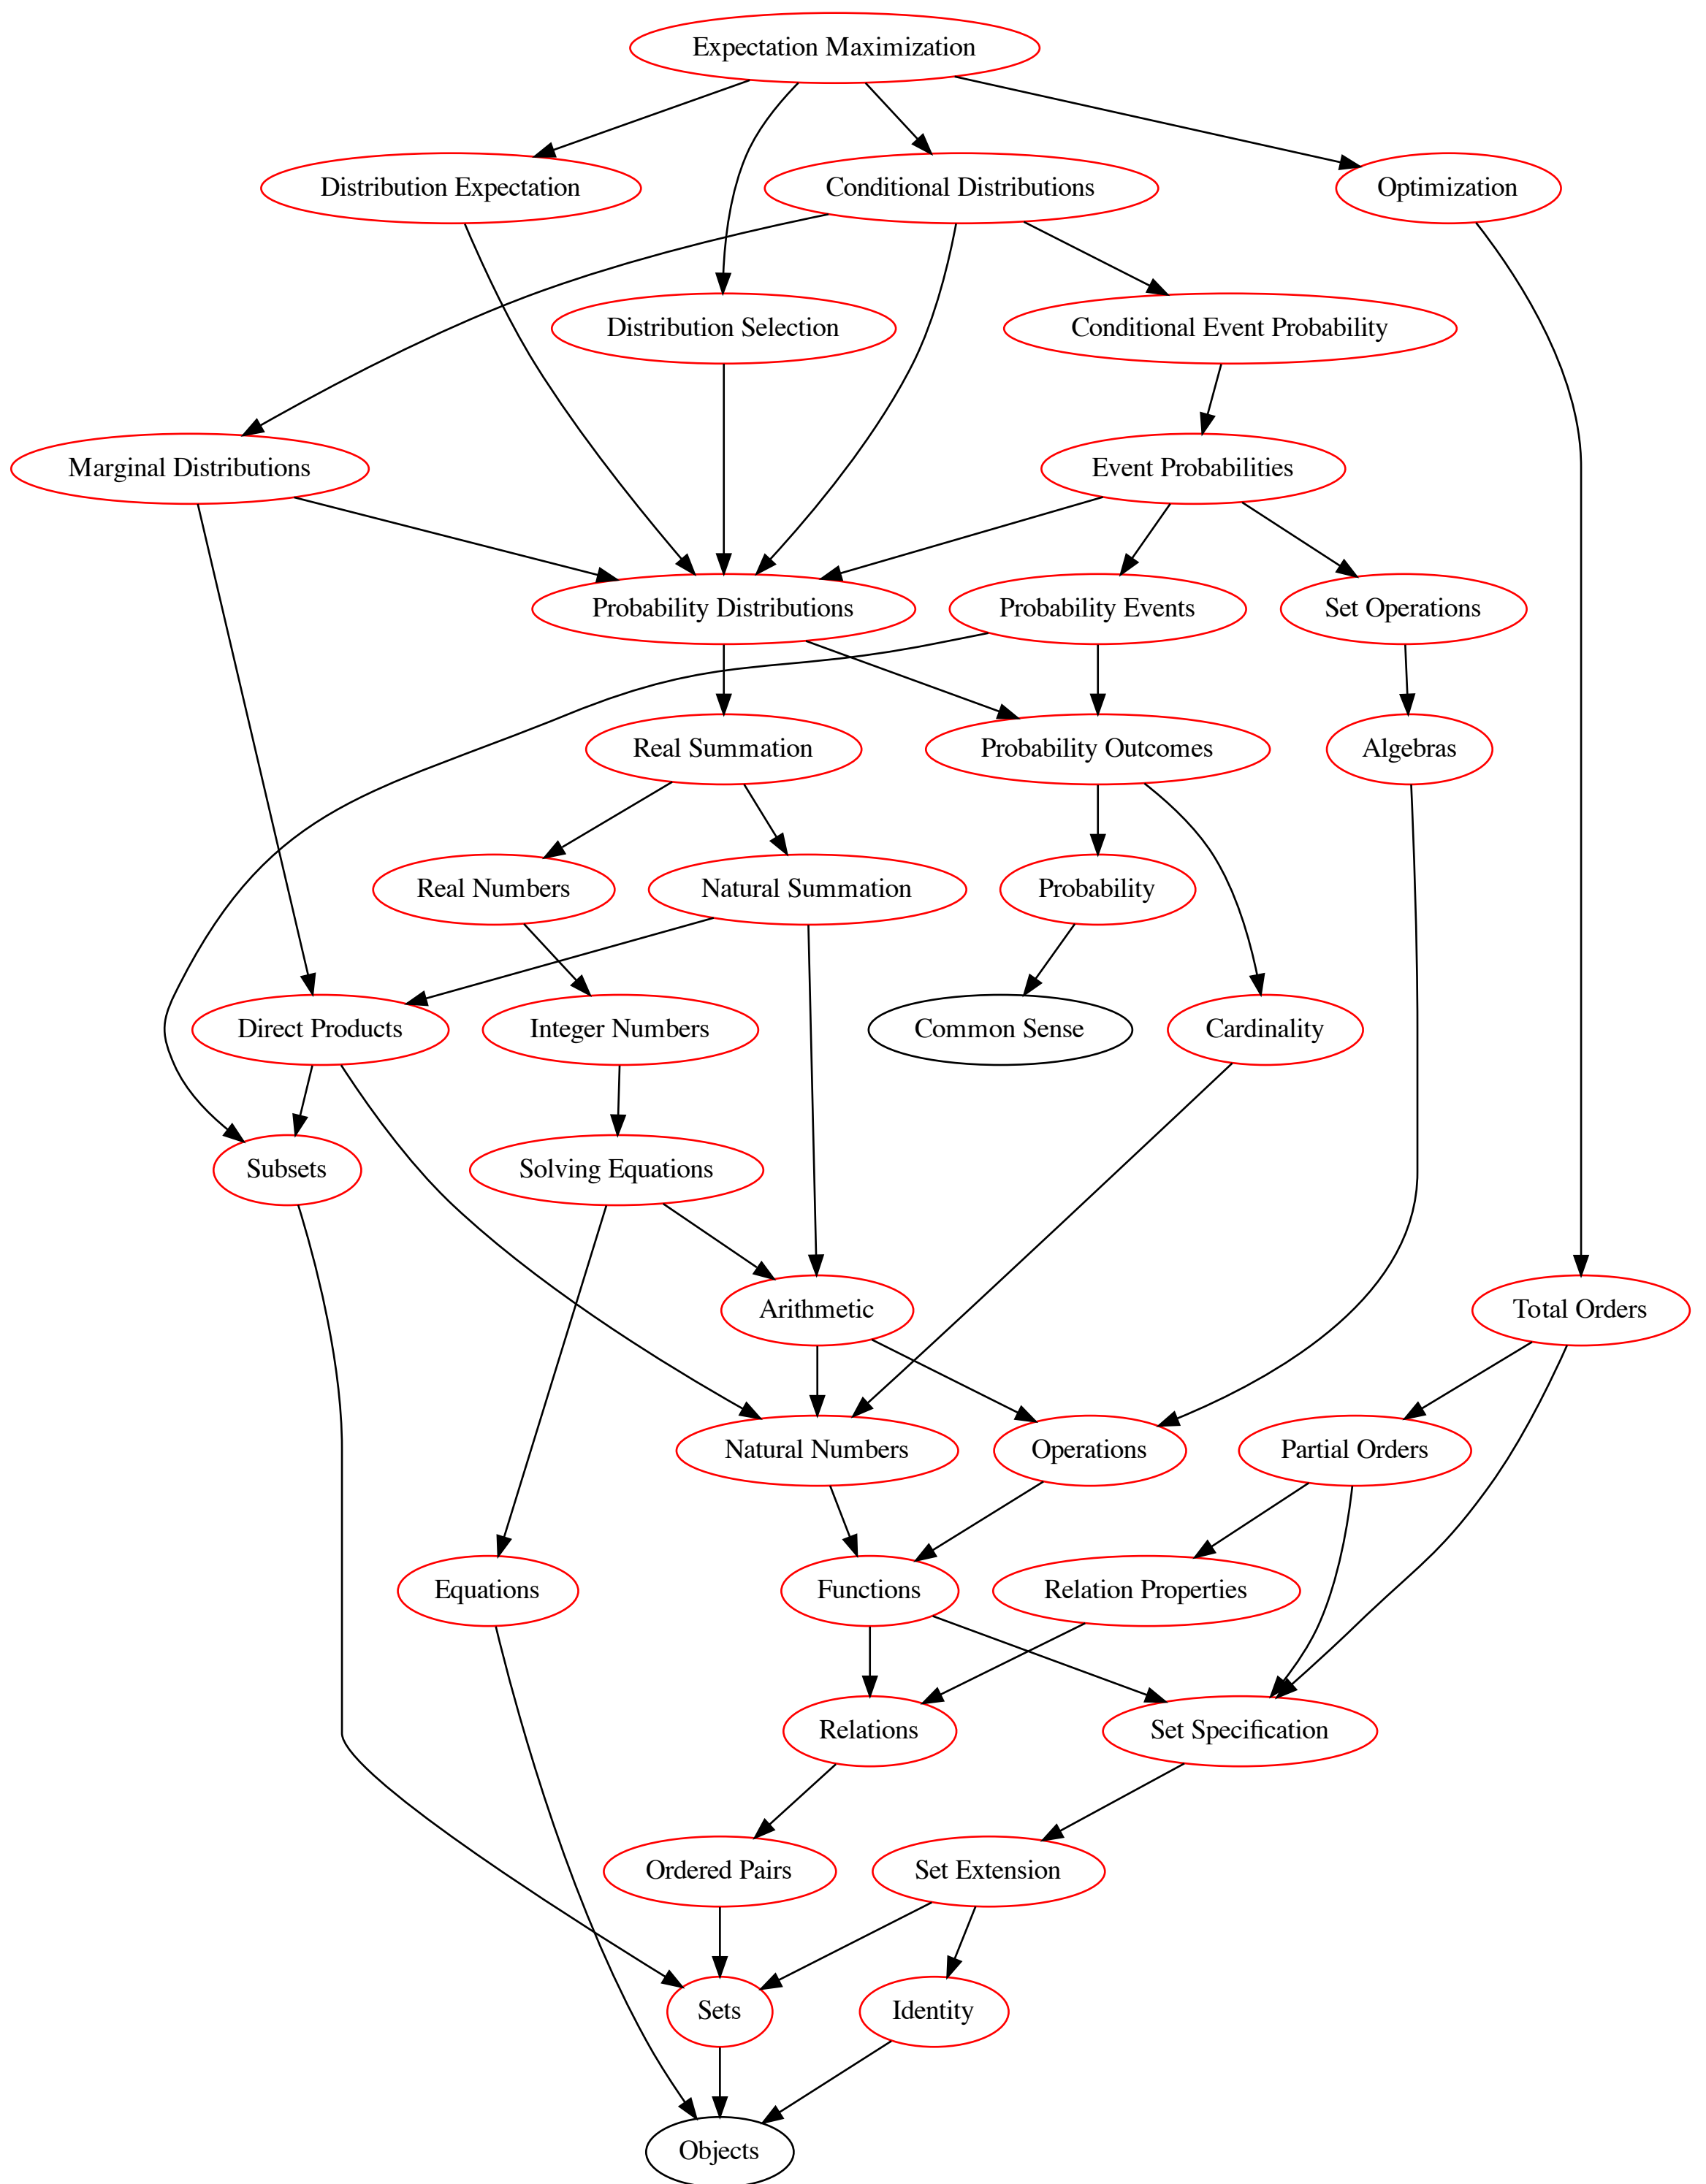 Expectation Maximization
Distribution Expectation
Conditional Distributions
Optimization
Distribution Selection
Conditional Event Probability
Marginal Distributions
Event Probabilities
Probability Distributions
Probability Events
Set Operations
Real Summation
Probability Outcomes
Algebras
Real Numbers
Natural Summation
Probability
Direct Products
Integer Numbers
Common Sense
Cardinality
Subsets
Solving Equations
Arithmetic
Total Orders
Natural Numbers
Operations
Partial Orders
Equations
Functions
Relation Properties
Relations
Set Specification
Ordered Pairs
Set Extension
Sets
Identity
Objects